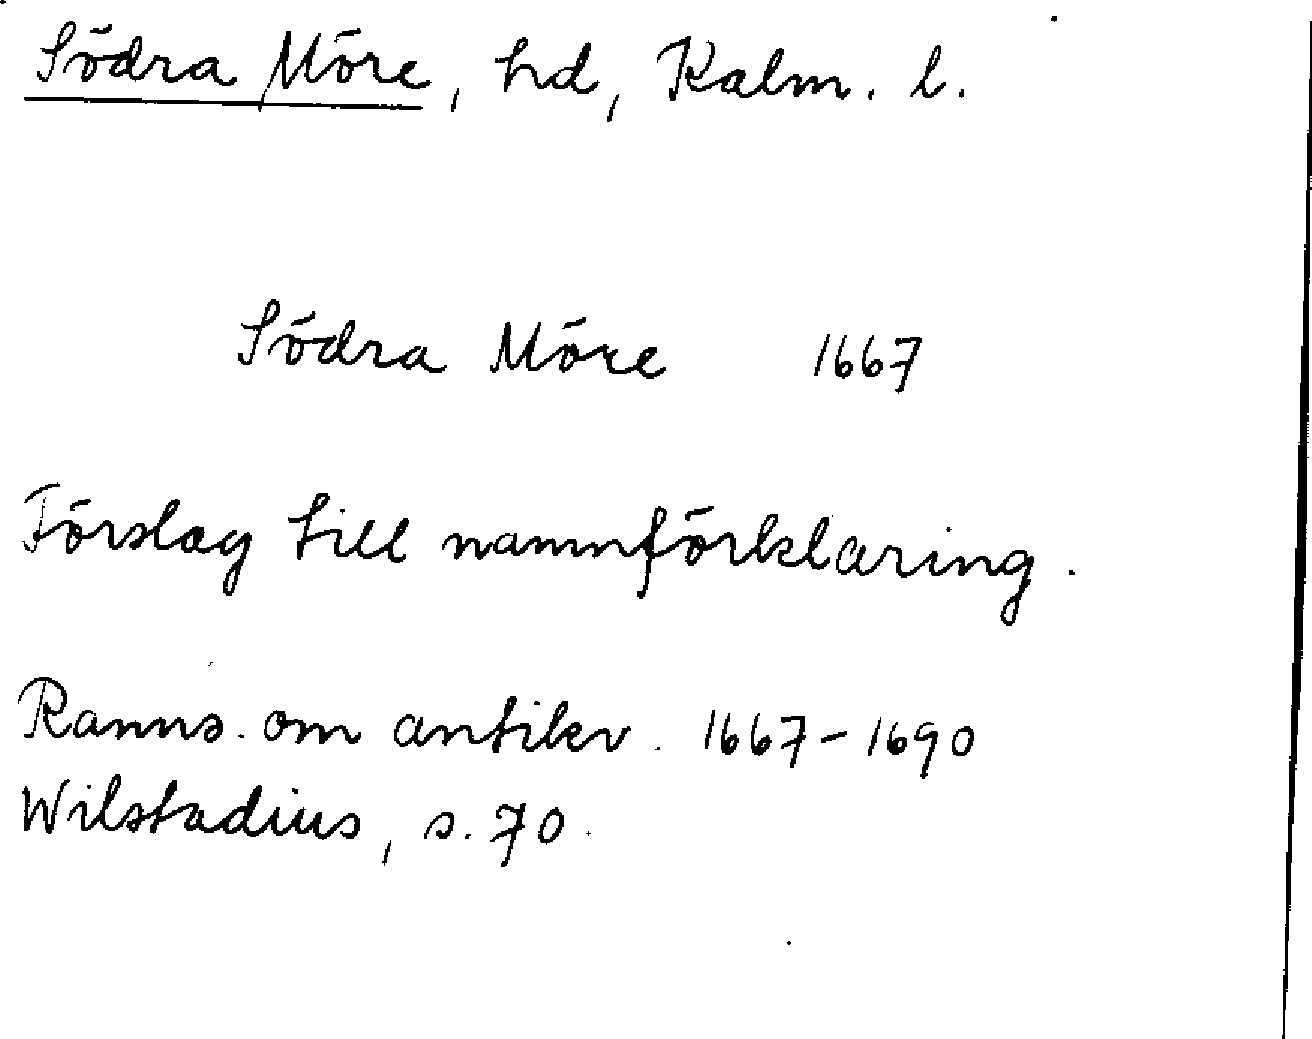 Södra Möre, hd, Kalm. l.
Södra Möre 1667
Förslag till namnförklaring.
Ranns. om antikv. 1667-1690
Wilstadius, s. 70.